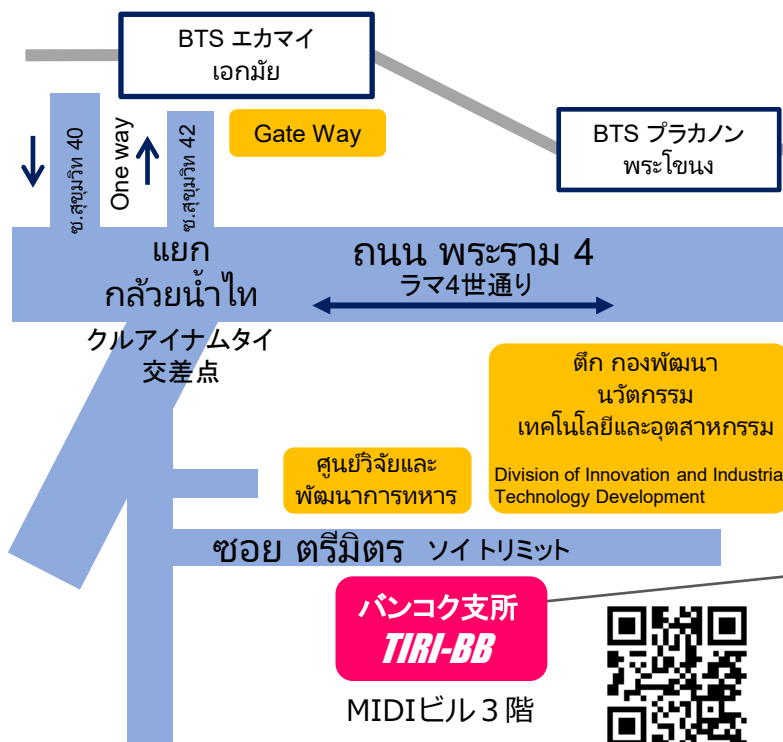 BTS エカマイ
เอกมัย
BTS プラカノン
พระโขนง
ซ.สุขุมวิท 40
One way
ซ.สุขุมวิท 42
Gate Way
แยก
กล้วยน้ำไท
クルアイナムタイ
交差点
ถนน พระราม 4
ラマ4世通り
ตึก กองพัฒนา
นวัตกรรม
เทคโนโลยีและอุตสาหกรรม
Division of Innovation and Industrial
Technology Development
ศูนย์วิจัยและ
พัฒนาการทหาร
ซอย ตรีมิตร ソイ トリミット
バンコク支所
TIRI-BB
MIDIビル３階